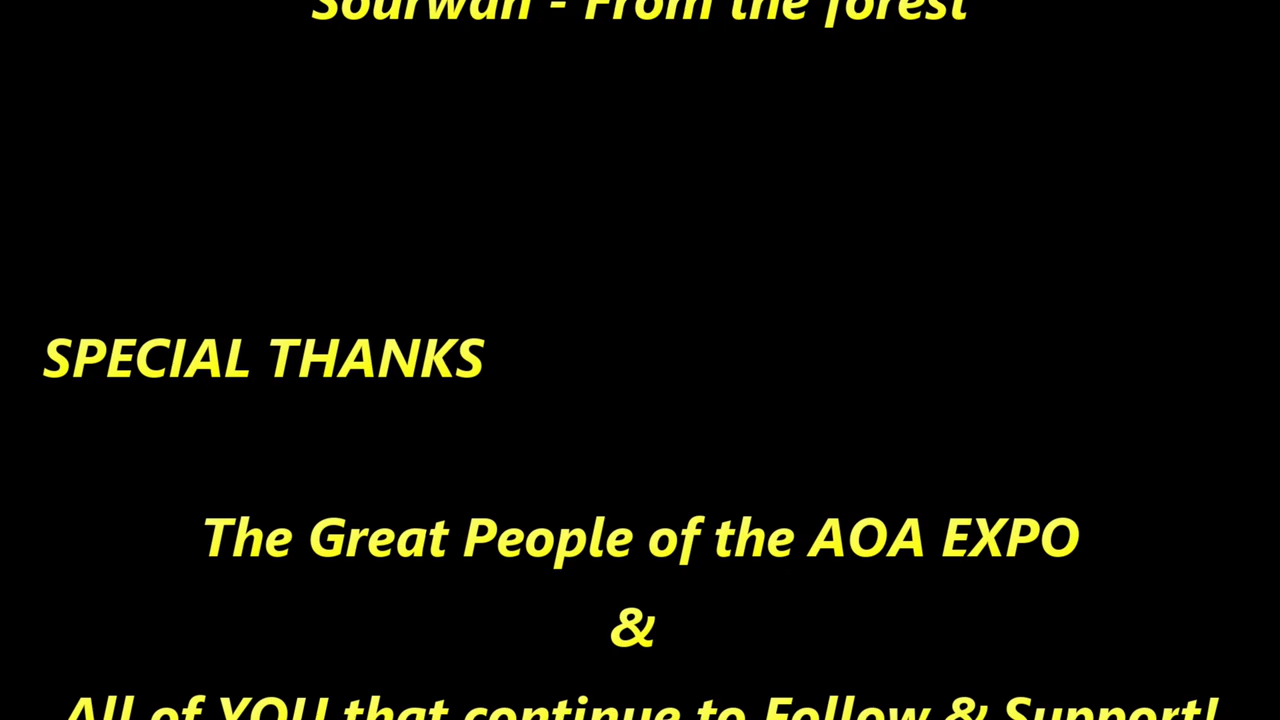 Sourwah - From the forest
SPECIAL THANKS
The Great People of the AOA EXPO
&
All of YOU that continue to Follow & Support!